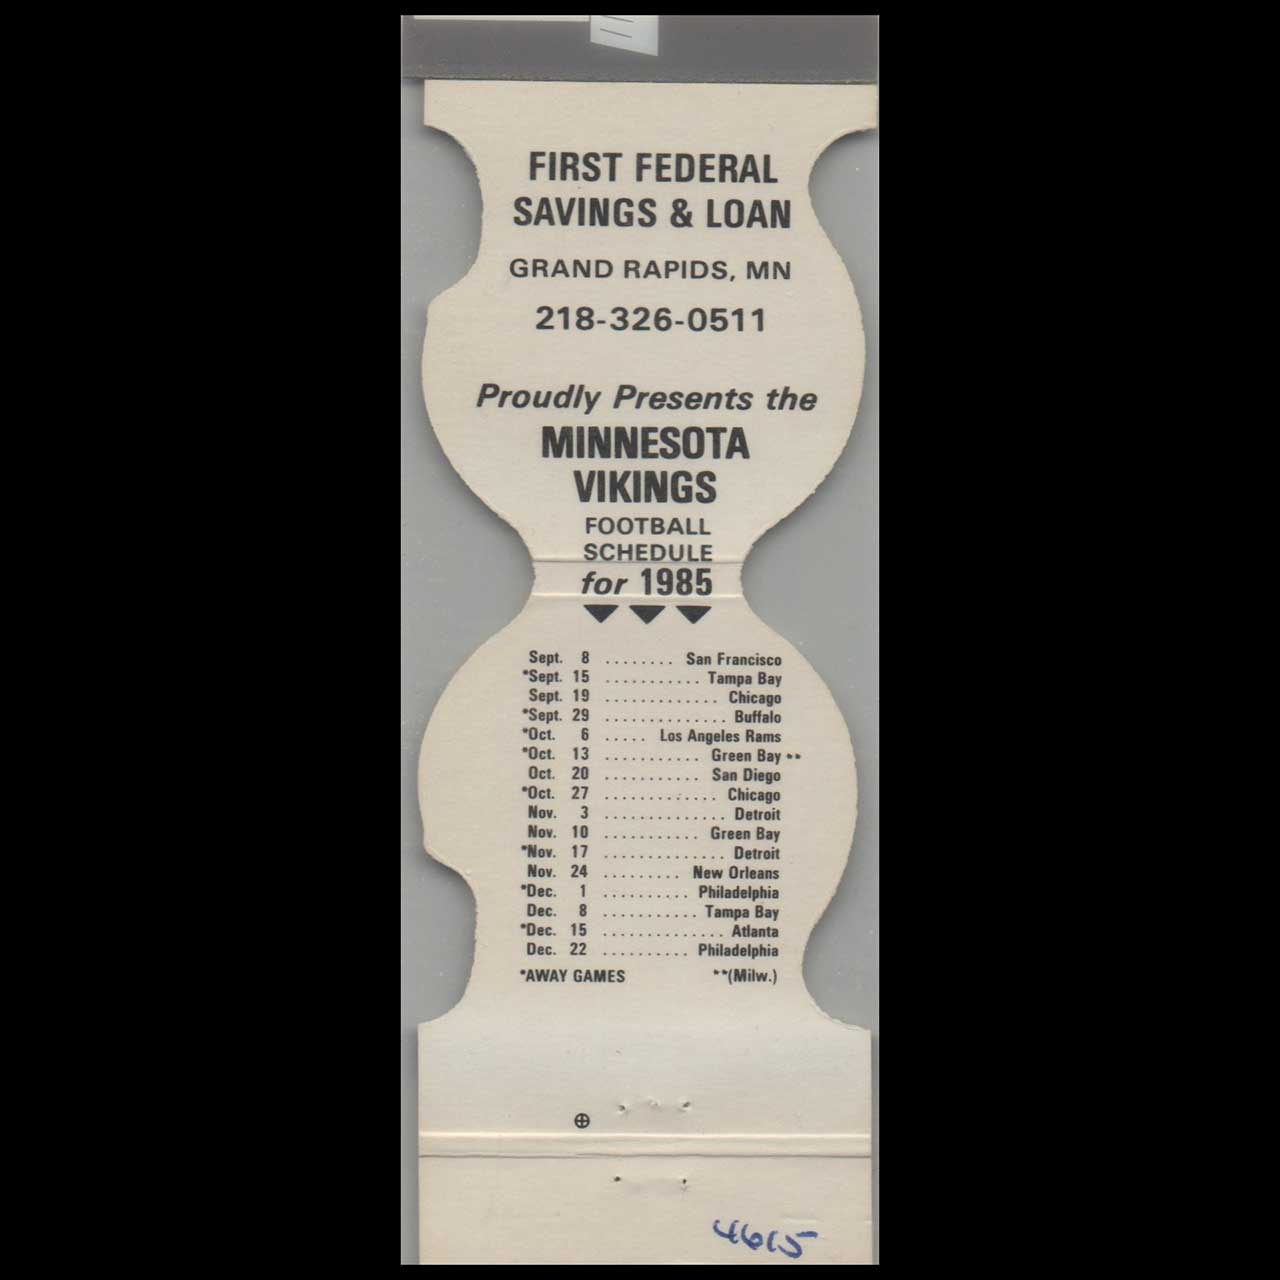 FIRST FEDERAL
SAVINGS & LOAN
GRAND RAPIDS, MN
218-326-0511
Proudly Presents the
MINNESOTA
VIKINGS
FOOTBALL
SCHEDULE
for 1985
Sept. 8 ........ San Francisco
*Sept. 15 ........... Tampa Bay
Sept. 19 ............. Chicago
*Sept. 29 .............. Buffalo
*Oct. 6 ..... Los Angeles Rams
*Oct. 13 ........... Green Bay **
Oct. 20 ........... San Diego
*Oct. 27 ............. Chicago
Nov. 3 .............. Detroit
Nov. 10 ........... Green Bay
*Nov. 17 .............. Detroit
Nov. 24 ......... New Orleans
*Dec. 1 .......... Philadelphia
Dec. 8 ........... Tampa Bay
*Dec. 15 .............. Atlanta
Dec. 22 .......... Philadelphia
*AWAY GAMES **(Milw.)
4615